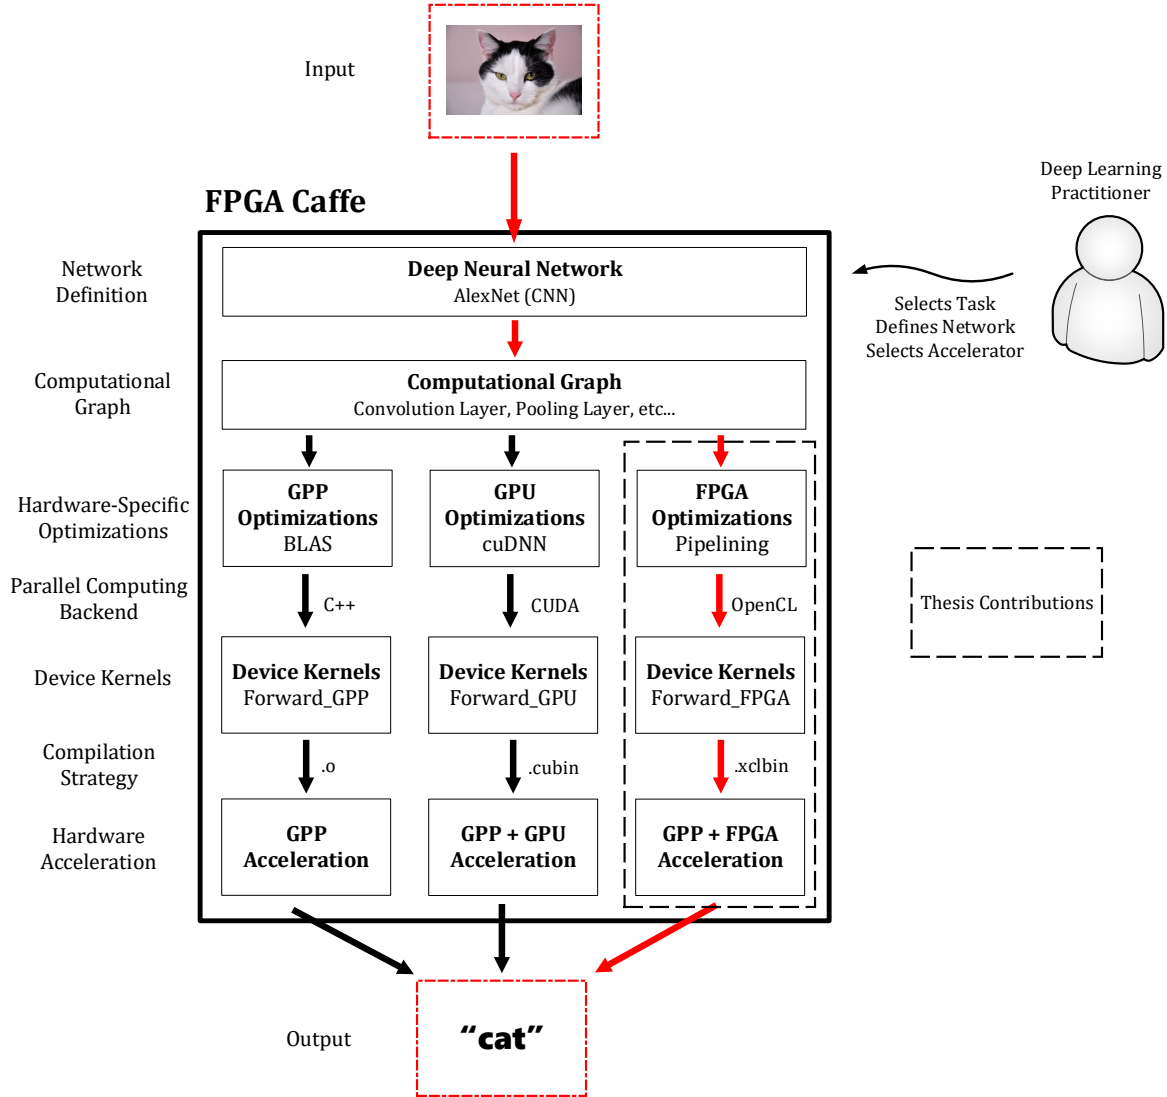 Input
Deep Learning
Practitioner
FPGA Caffe
Network
Definition
Deep Neural Network
AlexNet (CNN)
Selects Task
Defines Network
Selects Accelerator
Computational
Graph
Computational Graph
Convolution Layer, Pooling Layer, etc...
Hardware-Specific
Optimizations
GPP
Optimizations
BLAS
GPU
Optimizations
cuDNN
FPGA
Optimizations
Pipelining
Parallel Computing
Backend
C++
CUDA
OpenCL
Thesis Contributions
Device Kernels
Device Kernels
Forward_GPP
Device Kernels
Forward_GPU
Device Kernels
Forward_FPGA
Compilation
Strategy
.o
.cubin
.xclbin
Hardware
Acceleration
GPP
Acceleration
GPP + GPU
Acceleration
GPP + FPGA
Acceleration
Output
“cat”